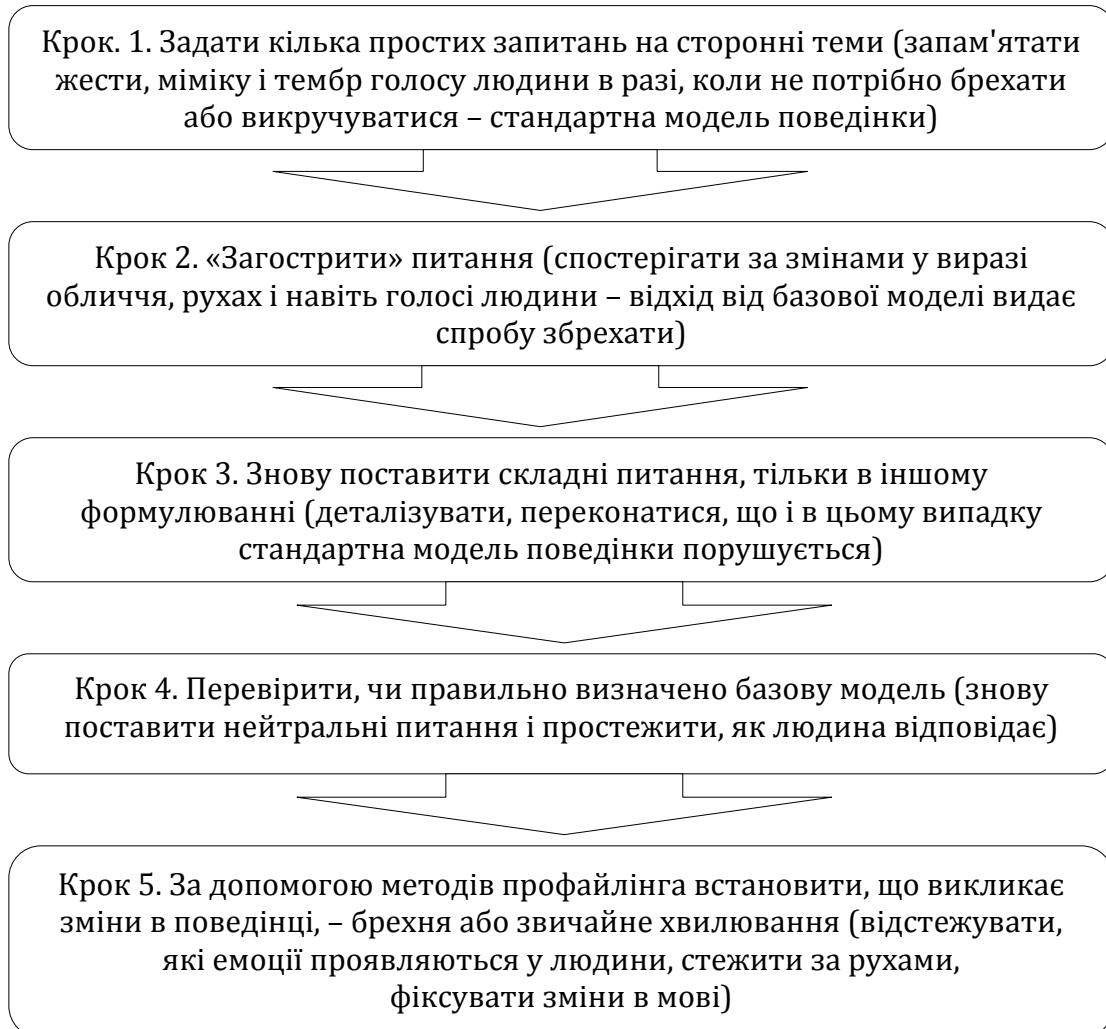 Крок. 1. Задати кілька простих запитань на сторонні теми (запам'ятати
жести, міміку і тембр голосу людини в разі, коли не потрібно брехати
або викручуватися – стандартна модель поведінки)
Крок 2. «Загострити» питання (спостерігати за змінами у виразі
обличчя, рухах і навіть голосі людини – відхід від базової моделі видає
спробу збрехати)
Крок 3. Знову поставити складні питання, тільки в іншому
формулюванні (деталізувати, переконатися, що і в цьому випадку
стандартна модель поведінки порушується)
Крок 4. Перевірити, чи правильно визначено базову модель (знову
поставити нейтральні питання і простежити, як людина відповідає)
Крок 5. За допомогою методів профайлінга встановити, що викликає
зміни в поведінці, – брехня або звичайне хвилювання (відстежувати,
які емоції проявляються у людини, стежити за рухами,
фіксувати зміни в мові)